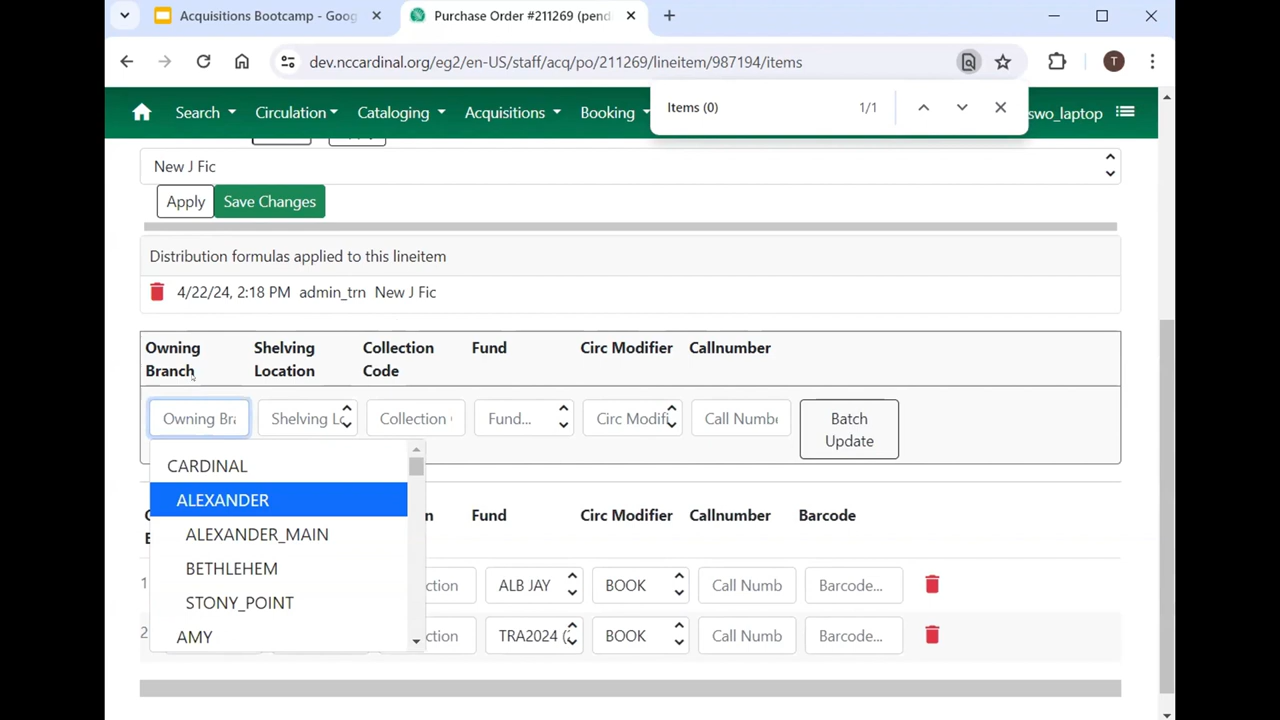 Acquisitions Bootcamp - Goog
Purchase Order #211269 (pend
dev.nccardinal.org/eg2/en-US/staff/acq/po/211269/lineitem/987194/items
T
Search
Circulation
Cataloging
Acquisitions
Booking
swo_laptop
Items (0)
1/1
New J Fic
Apply
Save Changes
Distribution formulas applied to this lineitem
4/22/24, 2:18 PM admin_trn New J Fic
Owning Branch
Shelving Location
Collection Code
Fund
Circ Modifier
Callnumber
Owning Bra
Shelving Lo
Collection
Fund...
Circ Modifi
Call Numbe
Batch Update
CARDINAL
ALEXANDER
ALEXANDER_MAIN
BETHLEHEM
STONY_POINT
AMY
Fund
Circ Modifier
Callnumber
Barcode
1
ction
ALB JAY
BOOK
Call Numb
Barcode...
2
ction
TRA2024 (
BOOK
Call Numb
Barcode...